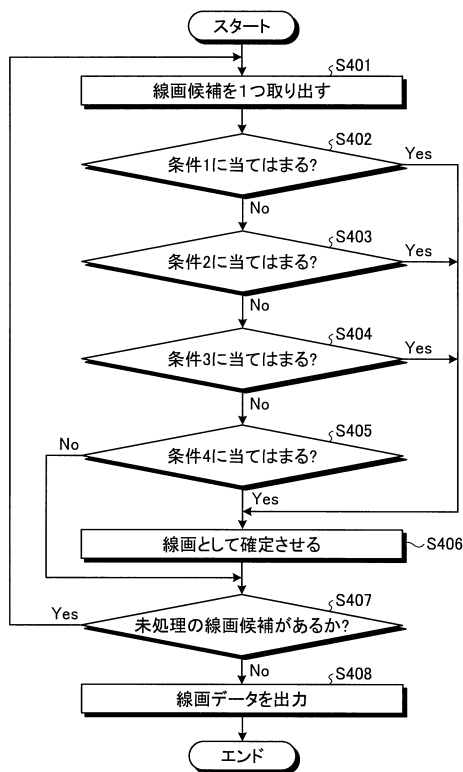 スタート
S401
線画候補を1つ取り出す
S402
条件1に当てはまる?
Yes
No
S403
条件2に当てはまる?
Yes
No
S404
条件3に当てはまる?
Yes
No
S405
No
条件4に当てはまる?
Yes
線画として確定させる
S406
S407
Yes
未処理の線画候補があるか?
No
S408
線画データを出力
エンド